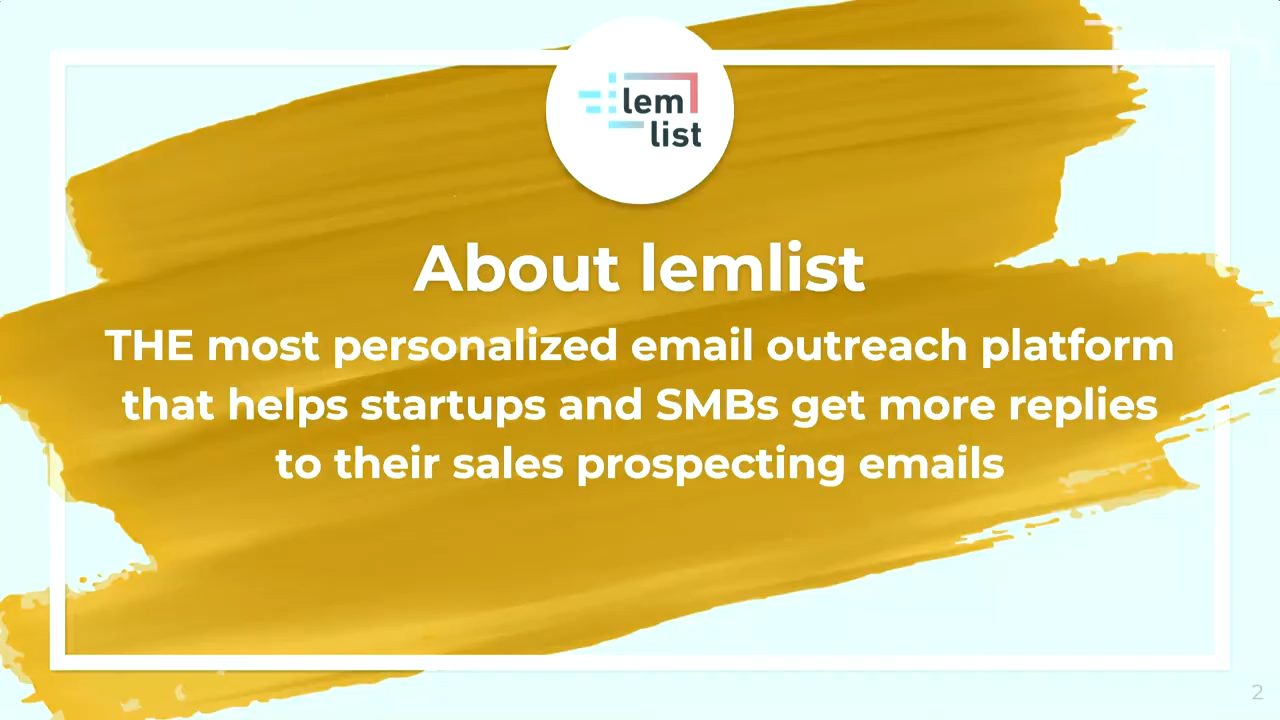 lem
list
About lemlist
THE most personalized email outreach platform
that helps startups and SMBs get more replies
to their sales prospecting emails
2